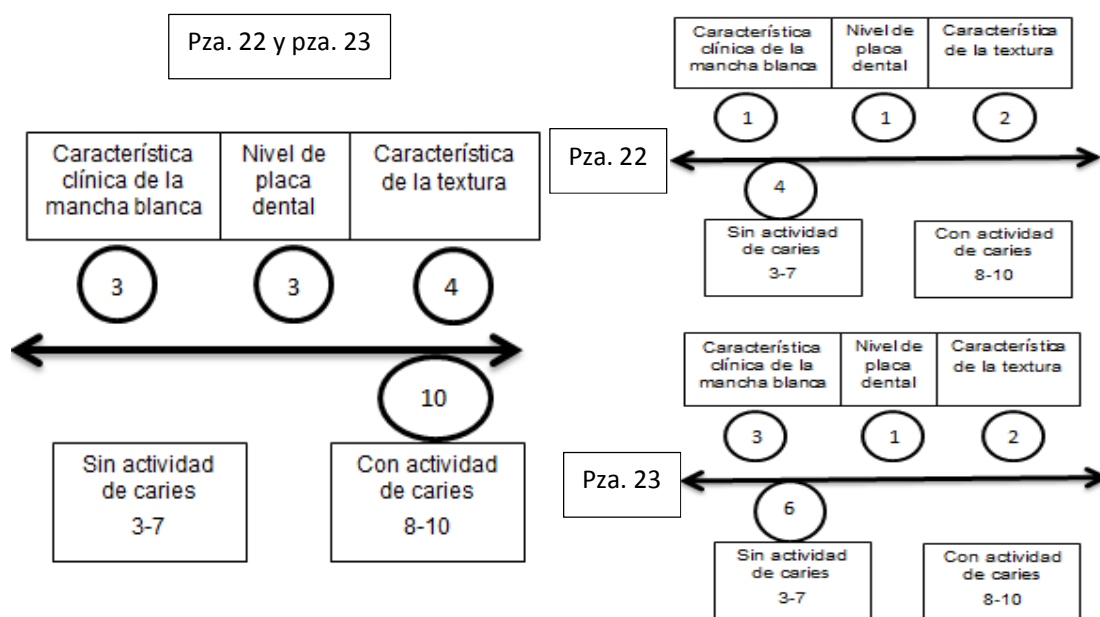 Pza. 22 y pza. 23
Característica
clínica de la
mancha blanca
Nivel de
placa
dental
Característica
de la textura
3
3
4
10
Sin actividad
de caries
3-7
Con actividad
de caries
8-10
Pza. 22
Característica
clínica de la
mancha blanca
Nivel de
placa
dental
Característica
de la textura
1
1
2
4
Sin actividad
de caries
3-7
Con actividad
de caries
8-10
Pza. 23
Característica
clínica de la
mancha blanca
Nivel de
placa
dental
Característica
de la textura
3
1
2
6
Sin actividad
de caries
3-7
Con actividad
de caries
8-10